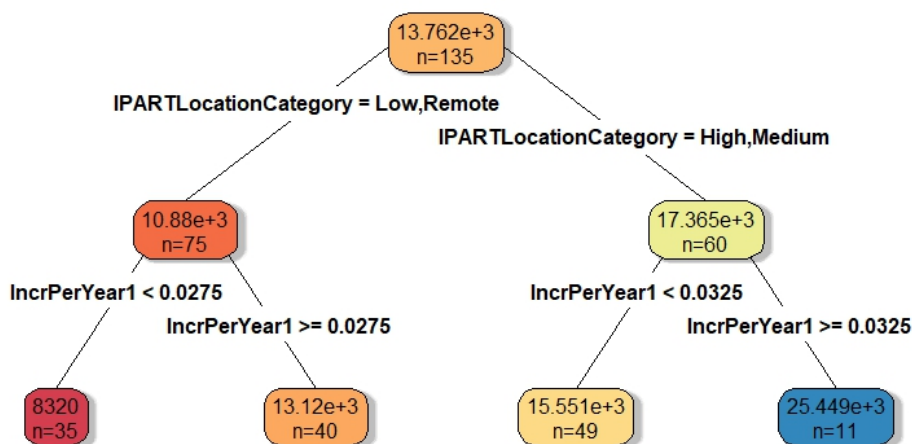 13.762e+3
n=135
IPARTLocationCategory = Low,Remote
IPARTLocationCategory = High,Medium
10.88e+3
n=75
17.365e+3
n=60
IncrPerYear1 < 0.0275
IncrPerYear1 >= 0.0275
IncrPerYear1 < 0.0325
IncrPerYear1 >= 0.0325
8320
n=35
13.12e+3
n=40
15.551e+3
n=49
25.449e+3
n=11